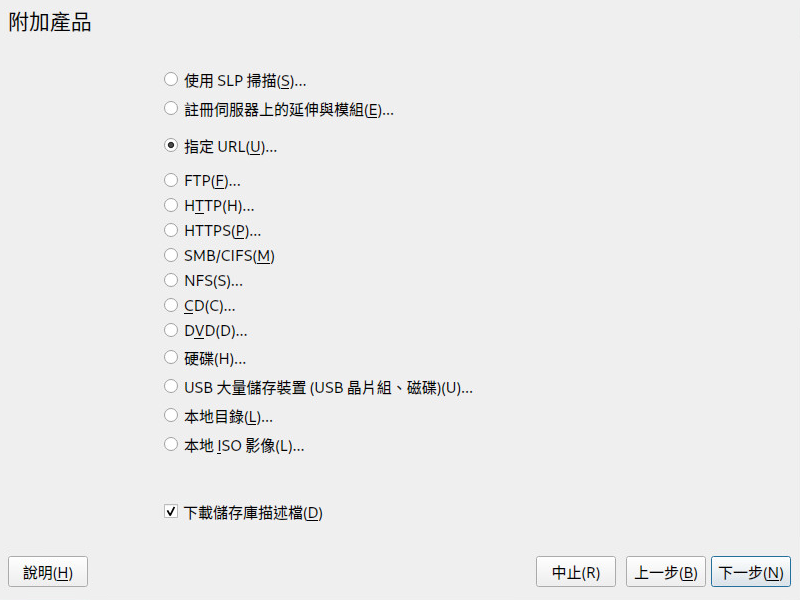 附加產品
使用 SLP 掃描(S)...
註冊伺服器上的延伸與模組(E)...
指定 URL(U)...
FTP(F)...
HTTP(H)...
HTTPS(P)...
SMB/CIFS(M)
NFS(S)...
CD(C)...
DVD(D)...
硬碟(H)...
USB 大量儲存裝置 (USB 晶片組、磁碟)(U)...
本地目錄(L)...
本地 ISO 影像(L)...
下載儲存庫描述檔(D)
說明(H) 中止(R) 上一步(B) 下一步(N)